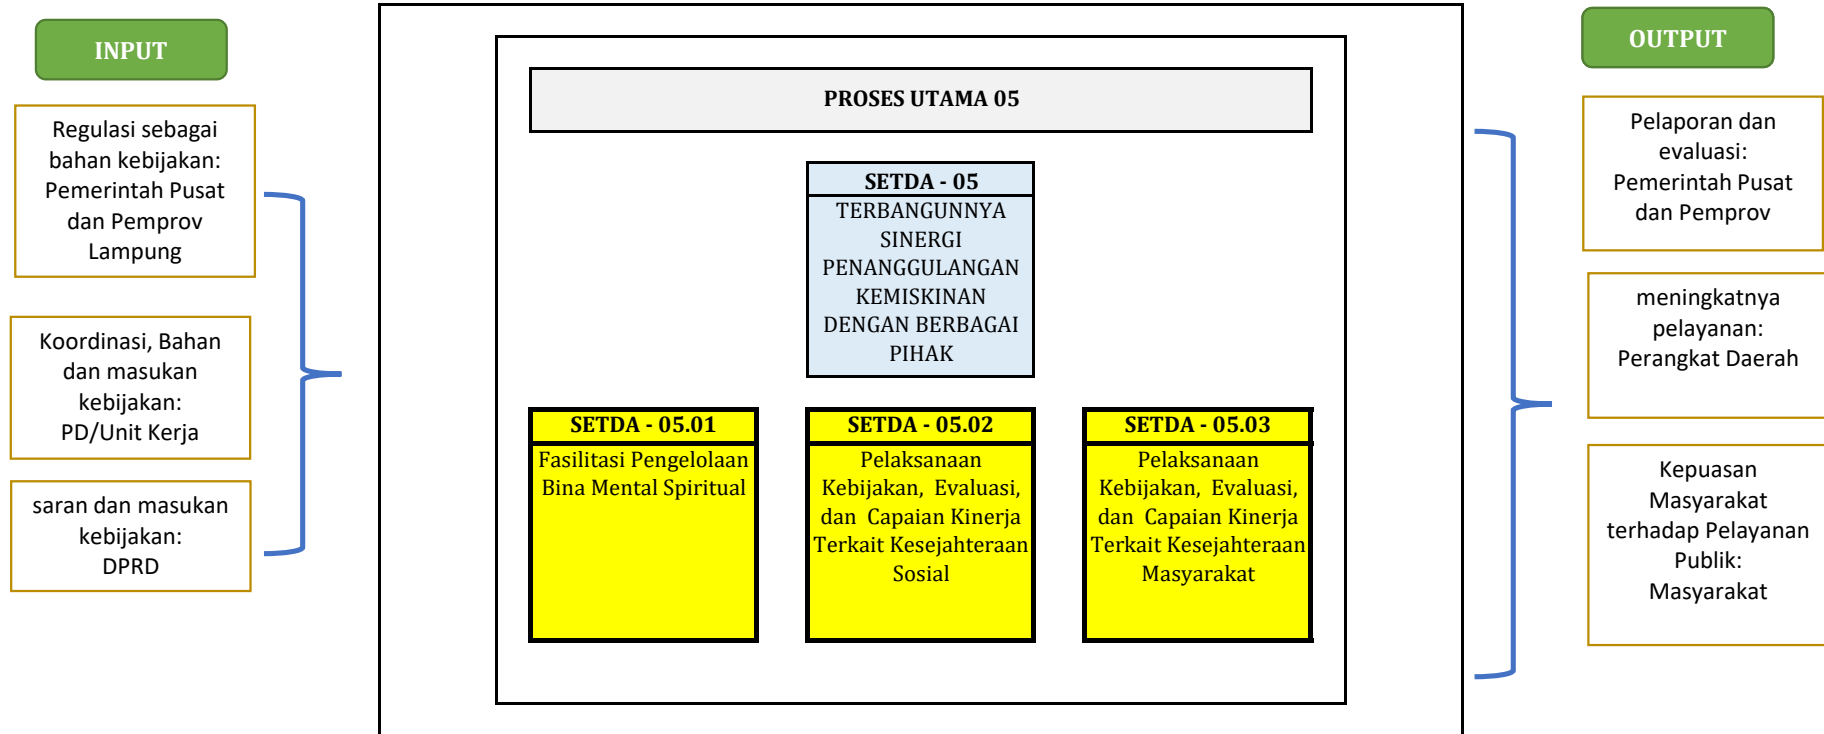 INPUT
Regulasi sebagai
bahan kebijakan:
Pemerintah Pusat
dan Pemprov
Lampung
Koordinasi, Bahan
dan masukan
kebijakan:
PD/Unit Kerja
saran dan masukan
kebijakan:
DPRD
PROSES UTAMA 05
SETDA - 05
TERBANGUNNYA
SINERGI
PENANGGULANGAN
KEMISKINAN
DENGAN BERBAGAI
PIHAK
SETDA - 05.01
Fasilitasi Pengelolaan
Bina Mental Spiritual
SETDA - 05.02
Pelaksanaan
Kebijakan, Evaluasi,
dan Capaian Kinerja
Terkait Kesejahteraan
Sosial
SETDA - 05.03
Pelaksanaan
Kebijakan, Evaluasi,
dan Capaian Kinerja
Terkait Kesejahteraan
Masyarakat
OUTPUT
Pelaporan dan
evaluasi:
Pemerintah Pusat
dan Pemprov
meningkatnya
pelayanan:
Perangkat Daerah
Kepuasan
Masyarakat
terhadap Pelayanan
Publik:
Masyarakat